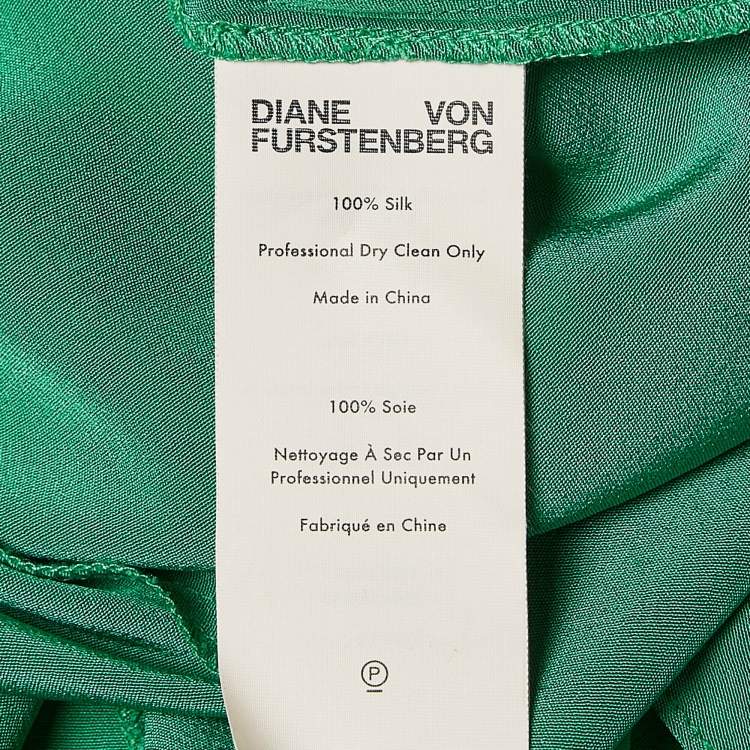 DIANE VON
FURSTENBERG
100% Silk
Professional Dry Clean Only
Made in China
100% Soie
Nettoyage À Sec Par Un
Professionnel Uniquement
Fabriqué en Chine
P